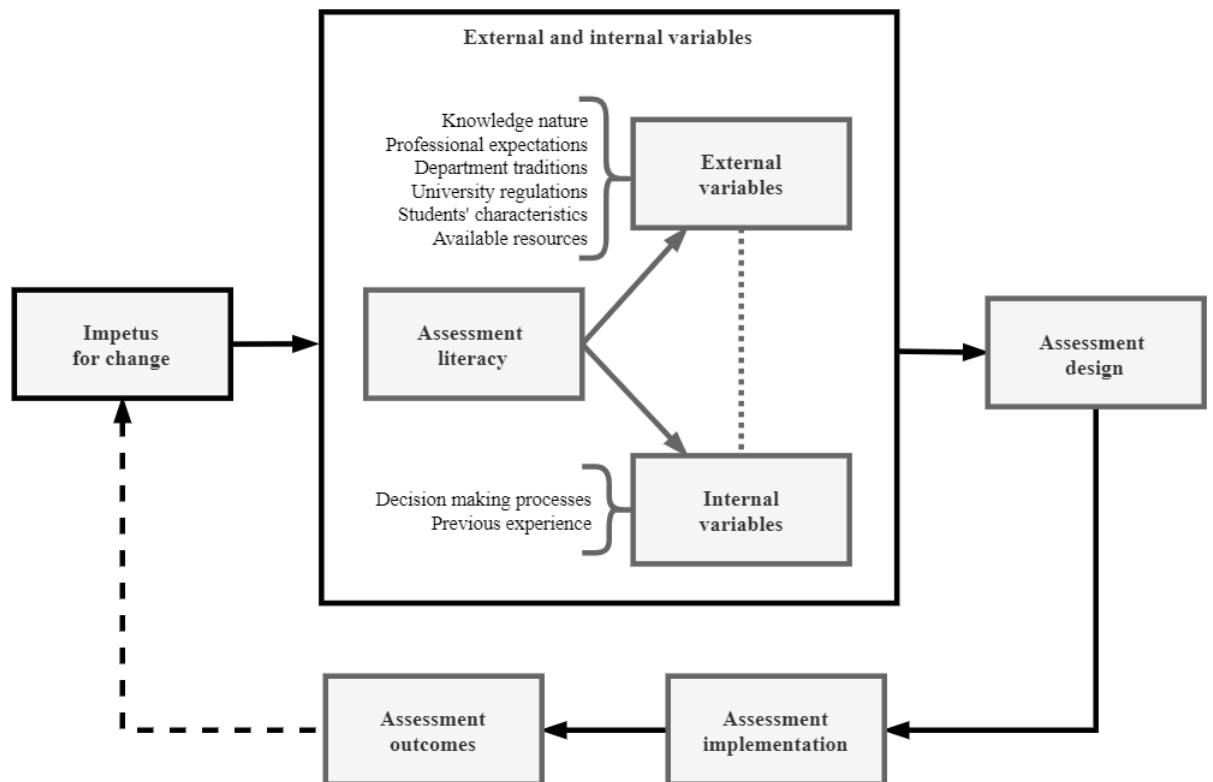 External and internal variables
Knowledge nature
Professional expectations
Department traditions
University regulations
Students' characteristics
Available resources
External
variables
Impetus
for change
Assessment
literacy
Assessment
design
Decision making processes
Previous experience
Internal
variables
Assessment
outcomes
Assessment
implementation